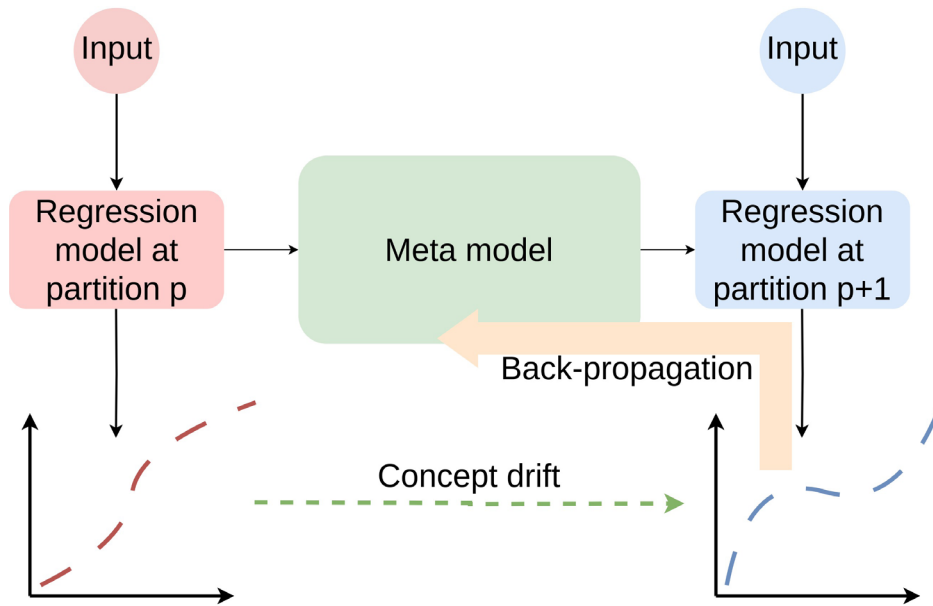 Input
Input
Regression
model at
partition p
Meta model
Regression
model at
partition p+1
Back-propagation
Concept drift